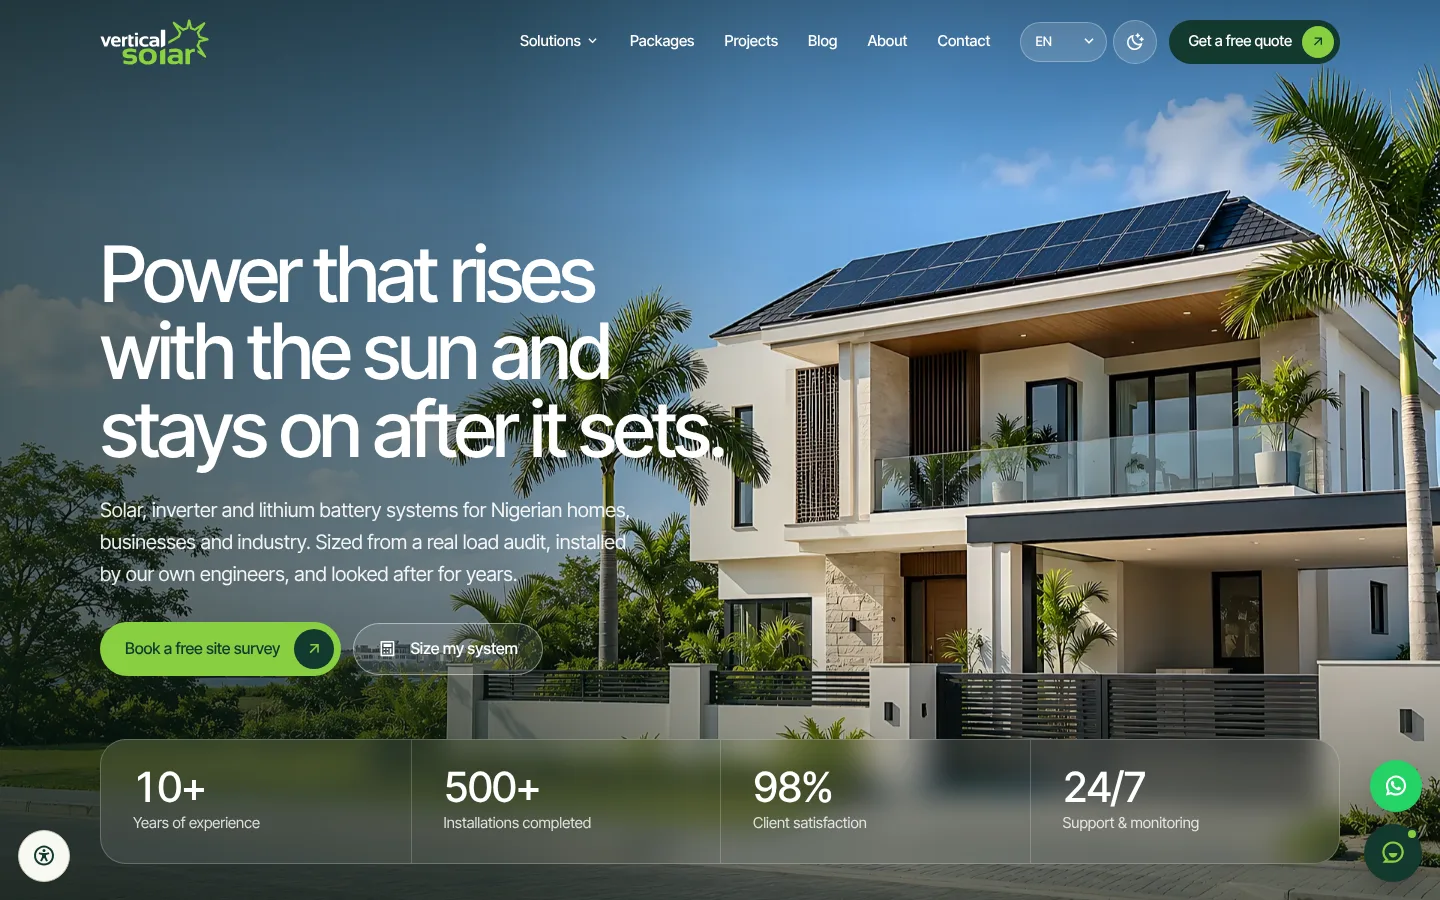 vertical
solar
Solutions
Packages
Projects
Blog
About
Contact
EN
Get a free quote
Power that rises
with the sun and
stays on after it sets.
Solar, inverter and lithium battery systems for Nigerian homes,
businesses and industry. Sized from a real load audit, installed
by our own engineers, and looked after for years.
Book a free site survey
Size my system
10+
Years of experience
500+
Installations completed
98%
Client satisfaction
24/7
Support & monitoring